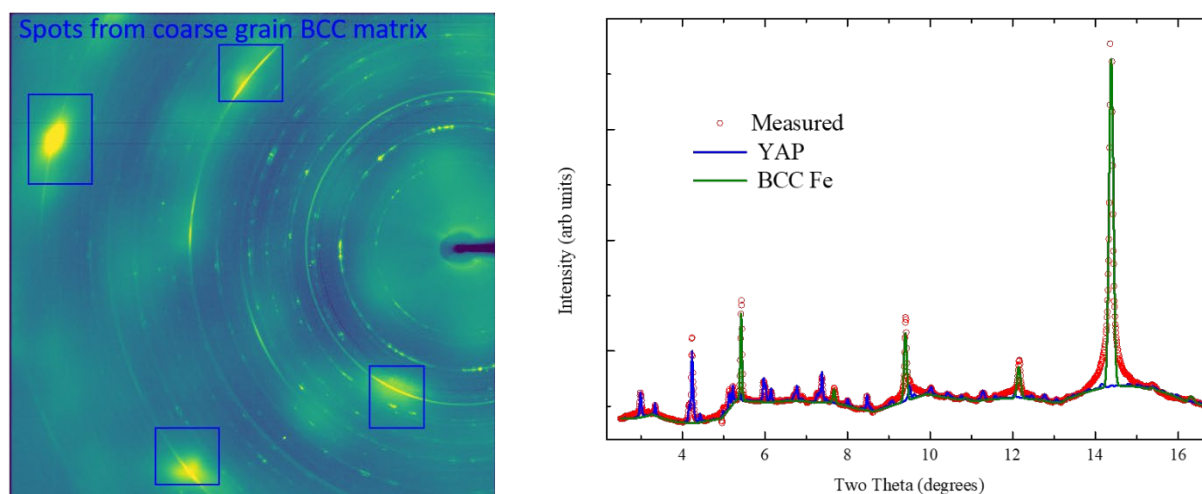 Spots from coarse grain BCC matrix
Measured
YAP
BCC Fe
Intensity (arb units)
4 6 8 10 12 14 16
Two Theta (degrees)